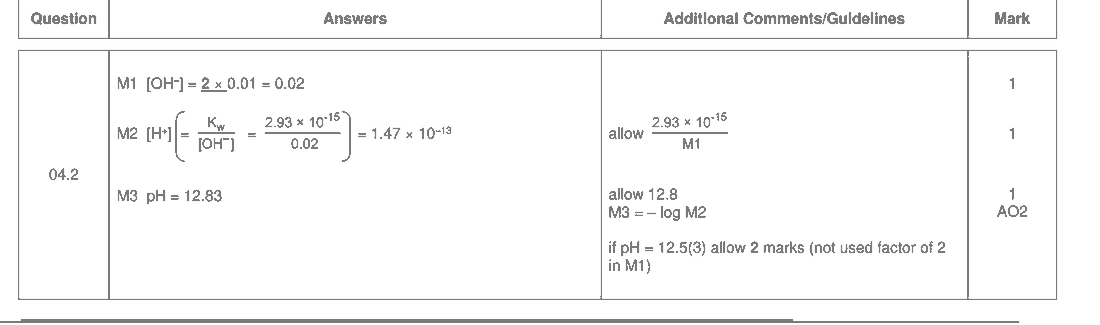 Question Answers Additional Comments/Guidelines Mark
M1 [OH⁻] = 2 × 0.01 = 0.02 1
M2 [H⁺] (= Kw/[OH⁻] = 2.93 × 10⁻¹⁵/0.02) = 1.47 × 10⁻¹³ allow 2.93 × 10⁻¹⁵/M1 1
04.2
M3 pH = 12.83 allow 12.8 1
M3 = – log M2 AO2
if pH = 12.5(3) allow 2 marks (not used factor of 2
in M1)